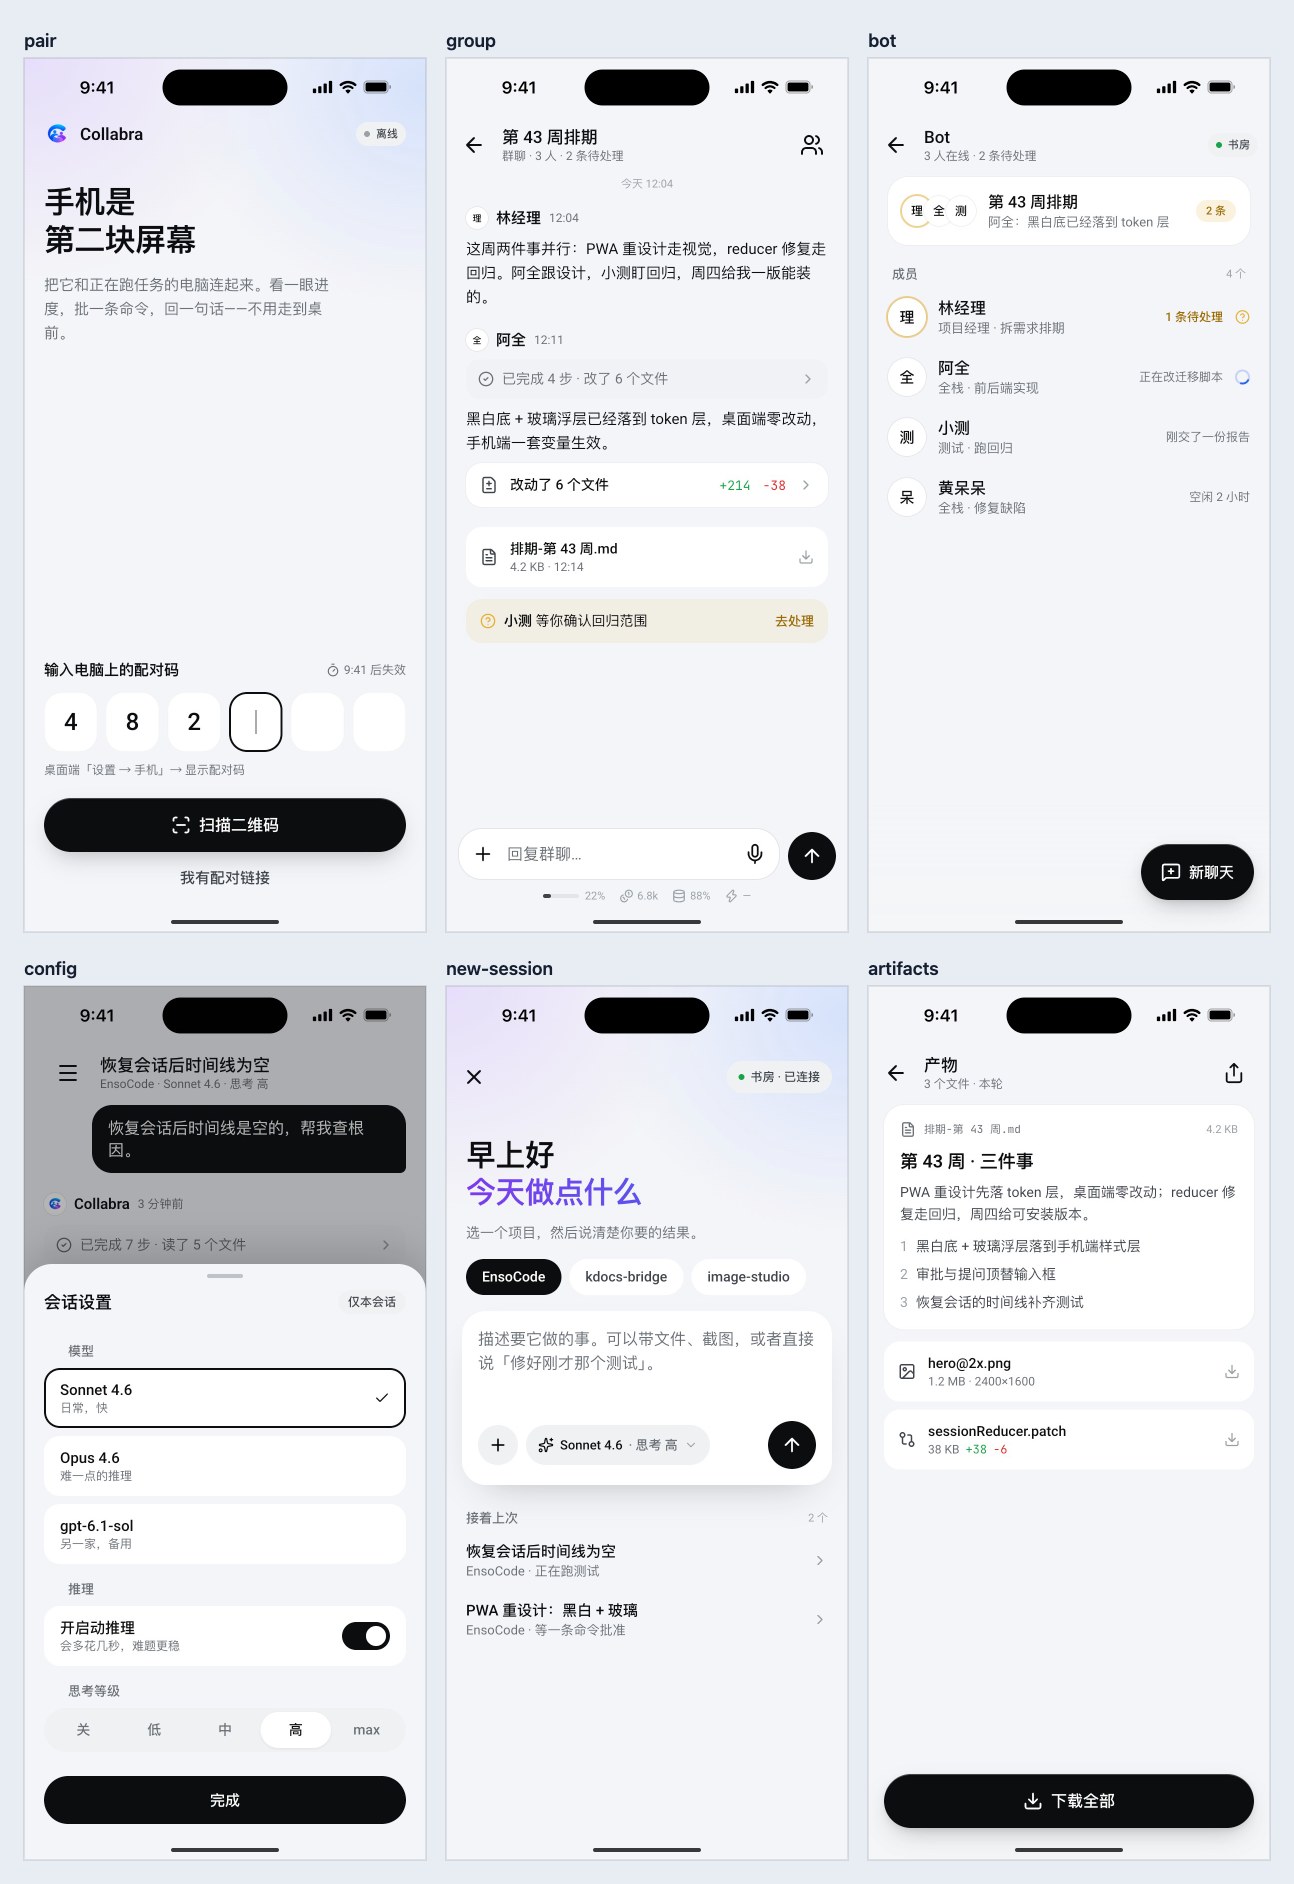 pair
9:41
Collabra
离线
手机是
第二块屏幕
把它和正在跑任务的电脑连起来。看一眼进
度，批一条命令，回一句话——不用走到桌
前。
输入电脑上的配对码
9:41 后失效
4 8 2
桌面端「设置 → 手机」→ 显示配对码
扫描二维码
我有配对链接
group
9:41
第 43 周排期
群聊 · 3 人 · 2 条待处理
今天 12:04
理 林经理 12:04
这周两件事并行：PWA 重设计走视觉，reducer 修复走
回归。阿全跟设计，小测盯回归，周四给我一版能装
的。
全 阿全 12:11
已完成 4 步 · 改了 6 个文件
黑白底 + 玻璃浮层已经落到 token 层，桌面端零改动，
手机端一套变量生效。
改动了 6 个文件 +214 -38
排期-第 43 周.md
4.2 KB · 12:14
小测 等你确认回归范围 去处理
回复群聊...
22% 6.8k 88% —
bot
9:41
Bot
3 人在线 · 2 条待处理
书房
理 全 测
第 43 周排期
阿全：黑白底已经落到 token 层
2 条
成员 4 个
理 林经理
项目经理 · 拆需求排期
1 条待处理
全 阿全
全栈 · 前后端实现
正在改迁移脚本
测 小测
测试 · 跑回归
刚交了一份报告
呆 黄呆呆
全栈 · 修复缺陷
空闲 2 小时
新聊天
config
9:41
恢复会话后时间线为空
EnsoCode · Sonnet 4.6 · 思考 高
恢复会话后时间线是空的，帮我查根
因。
Collabra 3 分钟前
已完成 7 步 · 读了 5 个文件
会话设置 仅本会话
模型
Sonnet 4.6
日常，快
Opus 4.6
难一点的推理
gpt-6.1-sol
另一家，备用
推理
开启动推理
会多花几秒，难题更稳
思考等级
关 低 中 高 max
完成
new-session
9:41
书房 · 已连接
早上好
今天做点什么
选一个项目，然后说清楚你要的结果。
EnsoCode kdocs-bridge image-studio
描述要它做的事。可以带文件、截图，或者直接
说「修好刚才那个测试」。
Sonnet 4.6 · 思考 高
接着上次 2 个
恢复会话后时间线为空
EnsoCode · 正在跑测试
PWA 重设计：黑白 + 玻璃
EnsoCode · 等一条命令批准
artifacts
9:41
产物
3 个文件 · 本轮
排期-第 43 周.md 4.2 KB
第 43 周 · 三件事
PWA 重设计先落 token 层，桌面端零改动；reducer 修
复走回归，周四给可安装版本。
1 黑白底 + 玻璃浮层落到手机端样式层
2 审批与提问顶替输入框
3 恢复会话的时间线补齐测试
hero@2x.png
1.2 MB · 2400×1600
sessionReducer.patch
38 KB +38 -6
下载全部